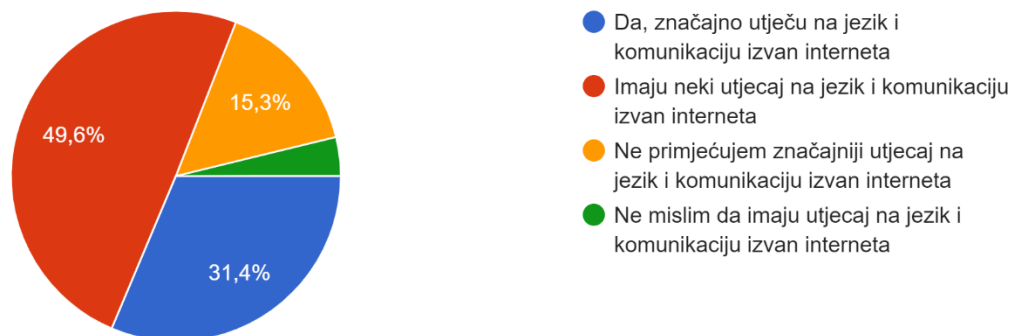 49,6%
15,3%
31,4%
Da, značajno utječu na jezik i
komunikaciju izvan interneta
Imaju neki utjecaj na jezik i komunikaciju
izvan interneta
Ne primjećujem značajniji utjecaj na
jezik i komunikaciju izvan interneta
Ne mislim da imaju utjecaj na jezik i
komunikaciju izvan interneta